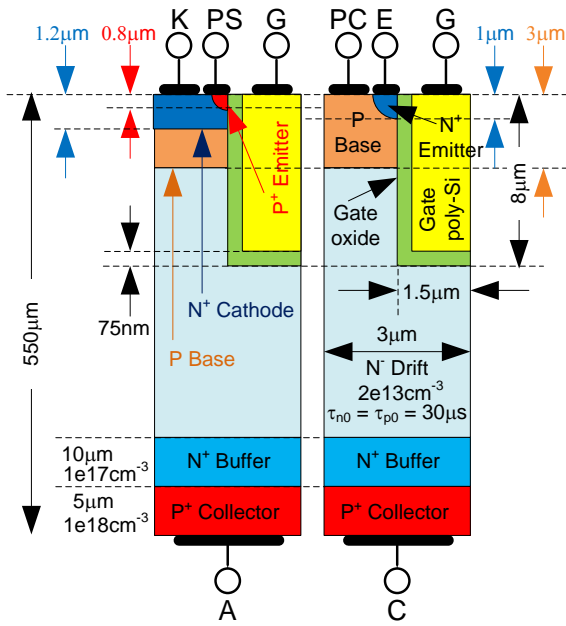 K PS G PC E G
1.2μm 0.8μm 1μm 3μm
P
Base
N⁺
Emitter
P⁺ Emitter
Gate
oxide
Gate
poly-Si
8μm
550μm
75nm
N⁺ Cathode
P Base
1.5μm
3μm
N⁻ Drift
2e13cm⁻³
τn0 = τp0 = 30μs
10μm
1e17cm⁻³
N⁺ Buffer
N⁺ Buffer
5μm
1e18cm⁻³
P⁺ Collector
P⁺ Collector
A
C